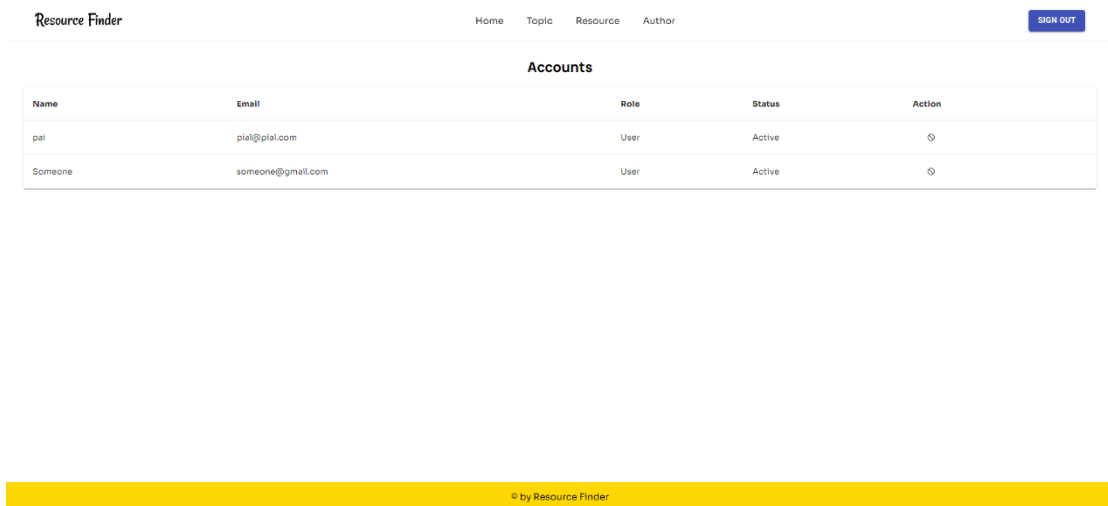 Resource Finder Home Topic Resource Author SIGN OUT
Accounts
Name Email Role Status Action
pai pial@pial.com User Active
Someone someone@gmail.com User Active
© by Resource Finder